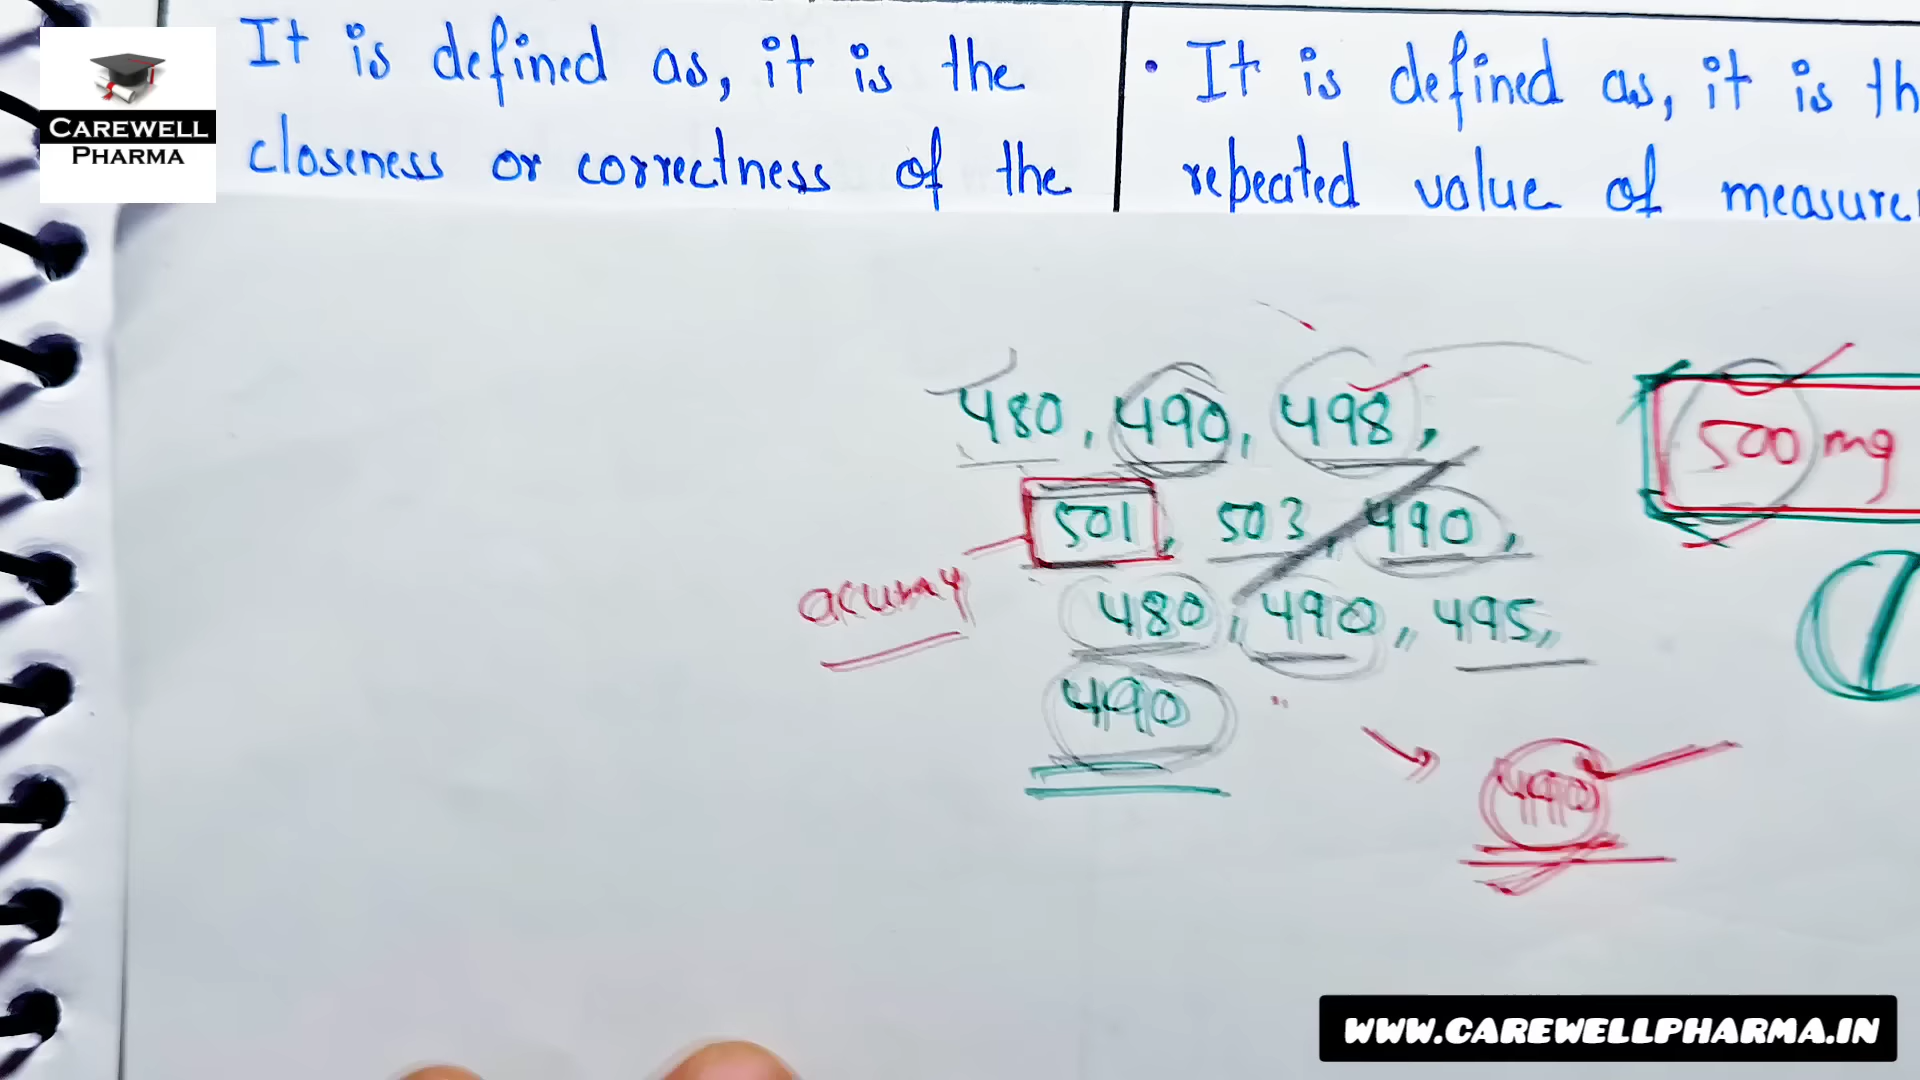 It is defined as, it is the
closeness or correctness of the
• It is defined as, it is th
repeated value of measure
CAREWELL
PHARMA
480, 490, 498,
501, 503, 490,
480, 490, 495,
490
acuracy
500 mg
490
WWW.CAREWELLPHARMA.IN